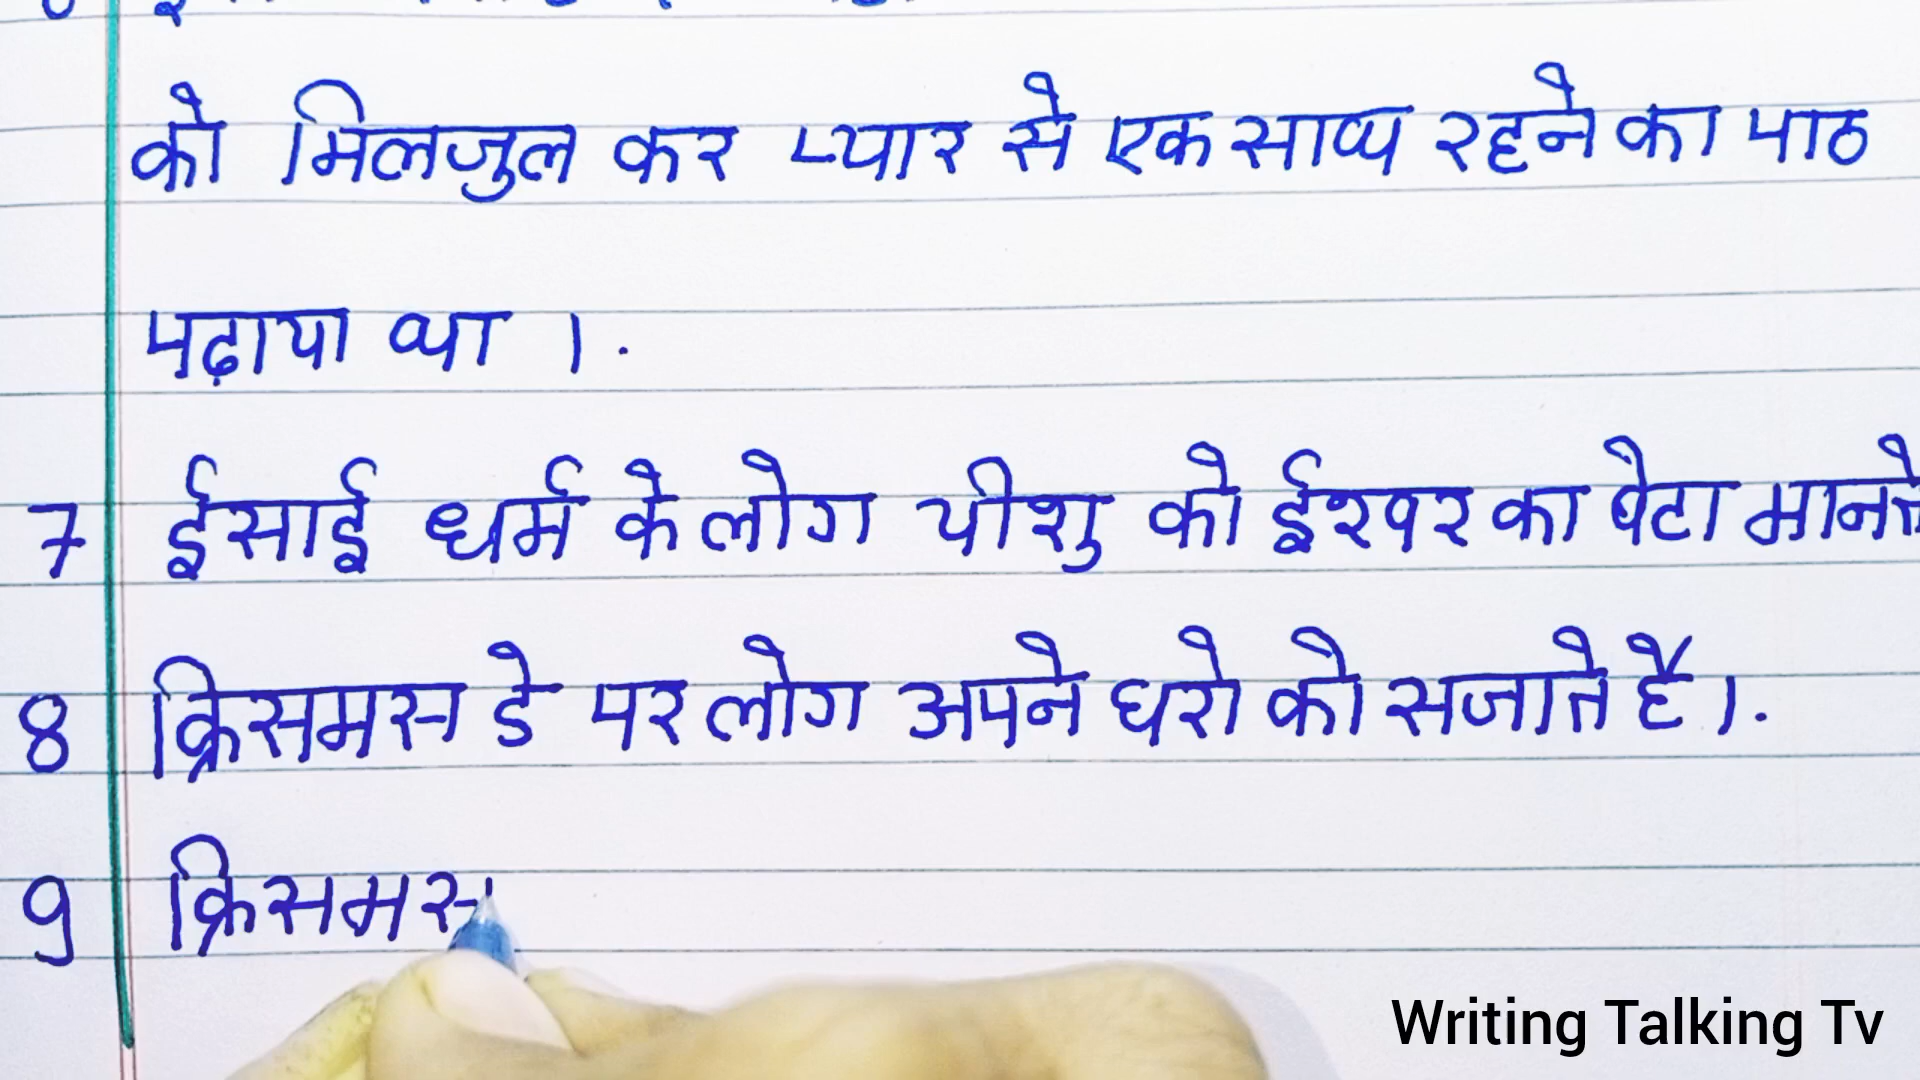 को मिलजुल कर प्यार से एक साथ रहने का पाठ
पढ़ाया था ।.
7 ईसाई धर्म के लोग यीशु को ईश्वर का बेटा मानते
8 क्रिसमस डे पर लोग अपने घरो को सजाते है ।.
9 क्रिसमस
Writing Talking Tv